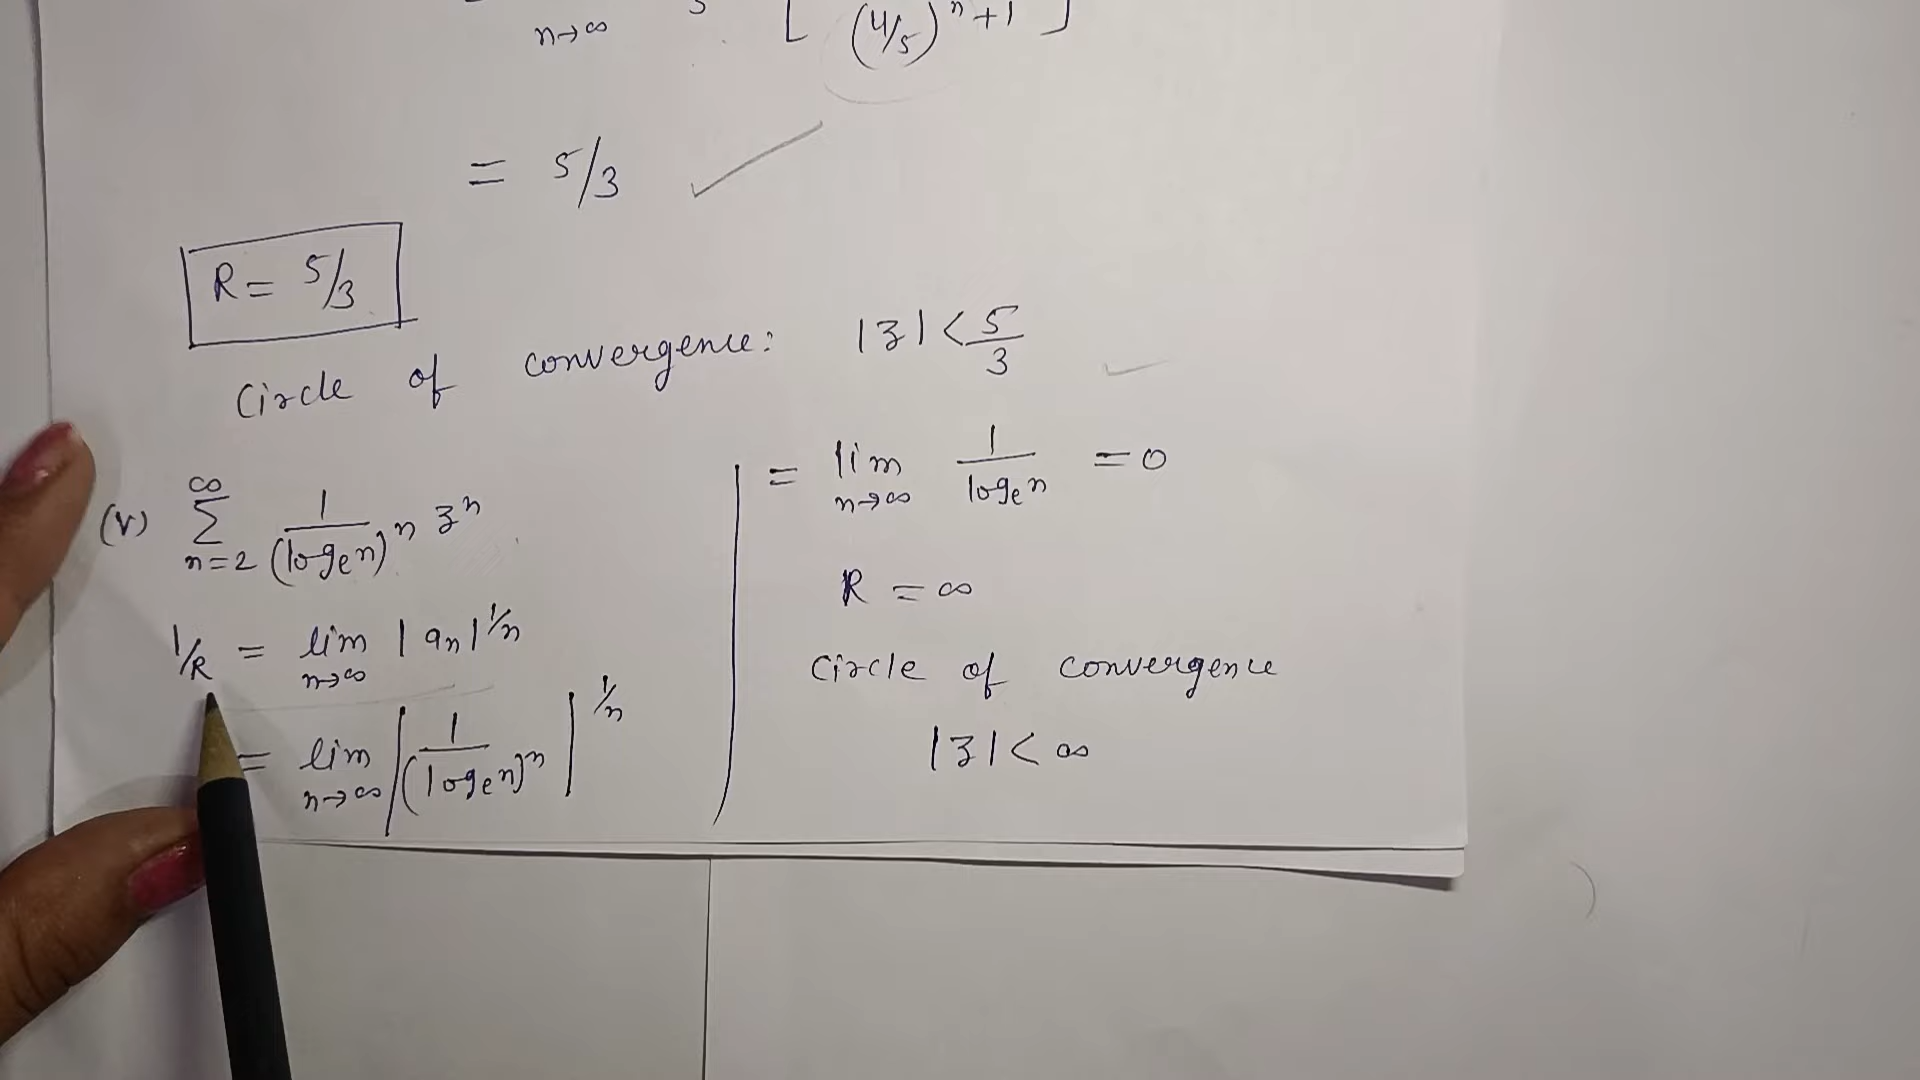 n→∞ 5 [ (4/5)^n + 1 ]
= 5/3
R = 5/3
Circle of convergence: |z| < 5/3
(v) ∑_{n=2}^{∞} 1/(log_e n)^n z^n
1/R = lim_{n→∞} |a_n|^{1/n}
= lim_{n→∞} |1/(log_e n)^n|^{1/n}
= lim_{n→∞} 1/log_e n = 0
R = ∞
Circle of convergence
|z| < ∞